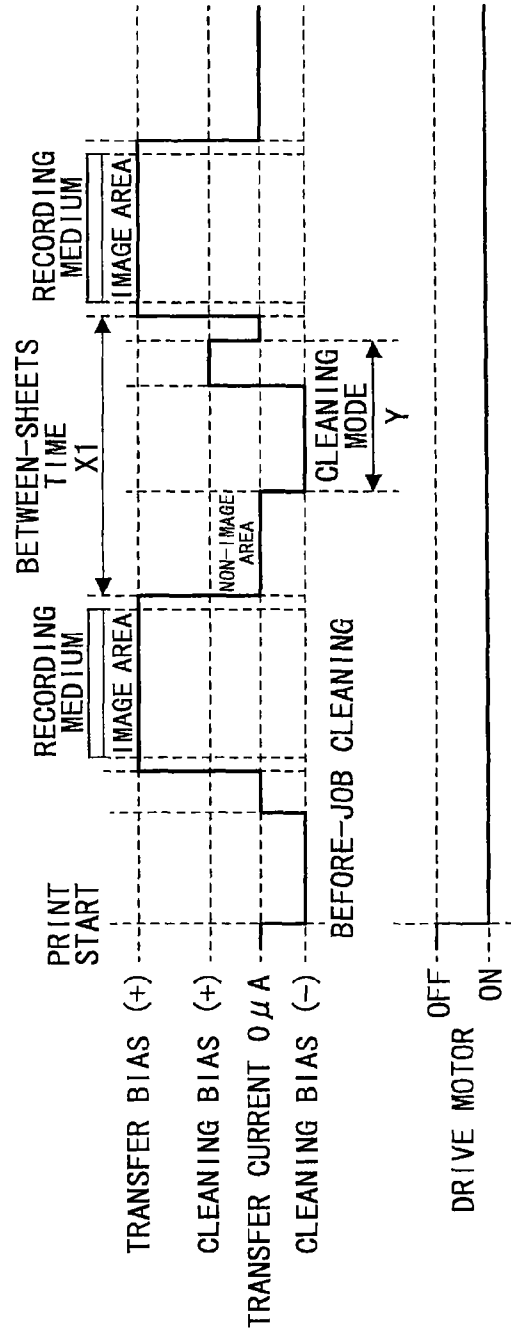 PRINT
START
RECORDING
MEDIUM
IMAGE AREA
BETWEEN-SHEETS
TIME
X1
RECORDING
MEDIUM
IMAGE AREA
TRANSFER BIAS (+)
CLEANING BIAS (+)
NON-IMAGE
AREA
TRANSFER CURRENT 0μA
CLEANING BIAS (-)
BEFORE-JOB CLEANING
CLEANING
MODE
Y
OFF
DRIVE MOTOR
ON